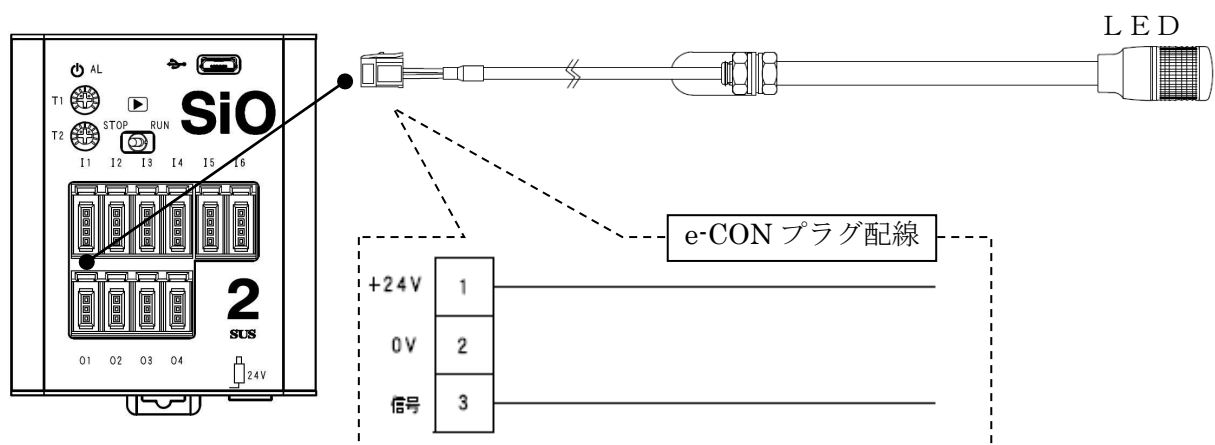 LED
AL
SiO
T1
STOP RUN
T2
I1 I2 I3 I4 I5 I6
e-CON プラグ配線
+24V 1
2
SUS
0V 2
O1 O2 O3 O4
24V
信号 3